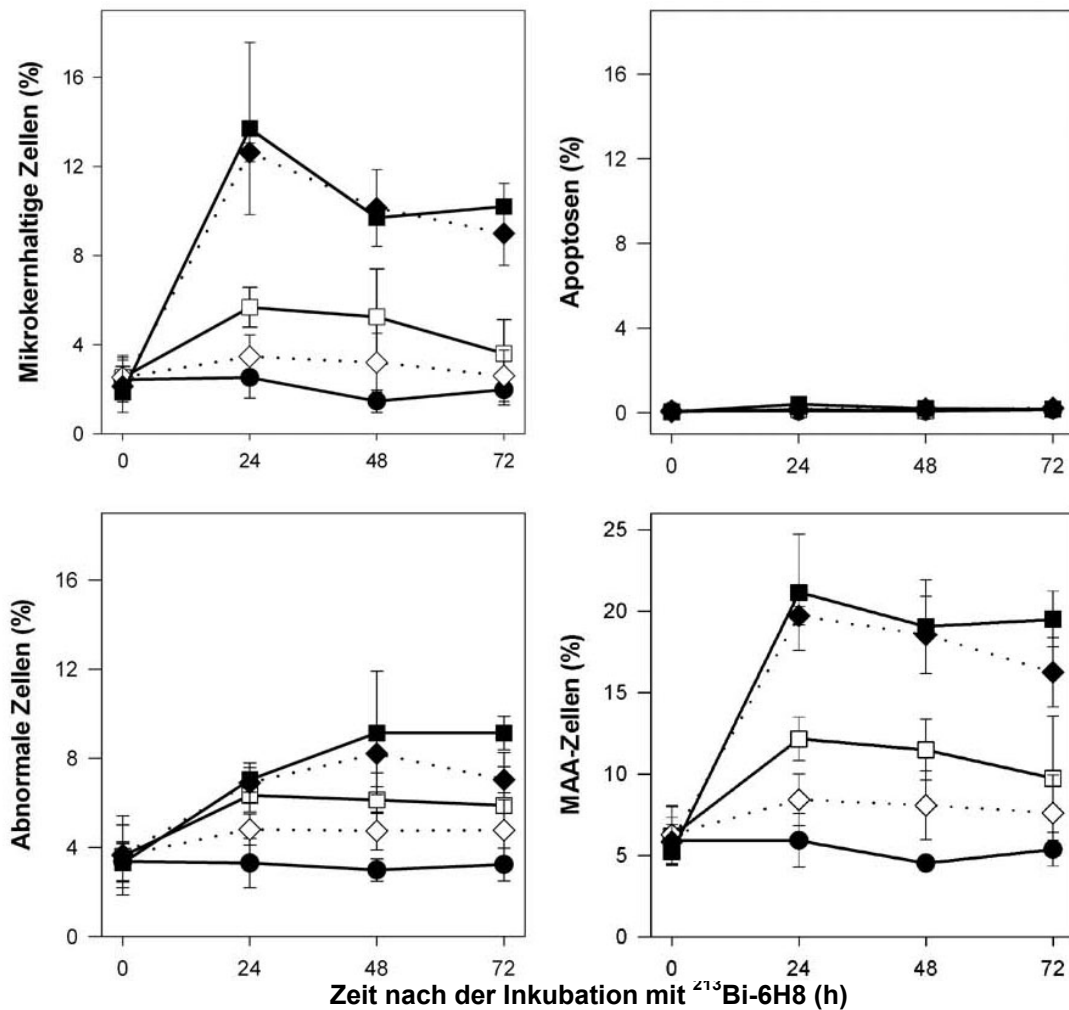 Mikrokernhaltige Zellen (%)
16
12
8
4
0
0 24 48 72
Apoptosen (%)
16
12
8
4
0
0 24 48 72
Abnormale Zellen (%)
16
12
8
4
0
0 24 48 72
MAA-Zellen (%)
25
20
15
10
5
0
0 24 48 72
Zeit nach der Inkubation mit ²¹³Bi-6H8 (h)